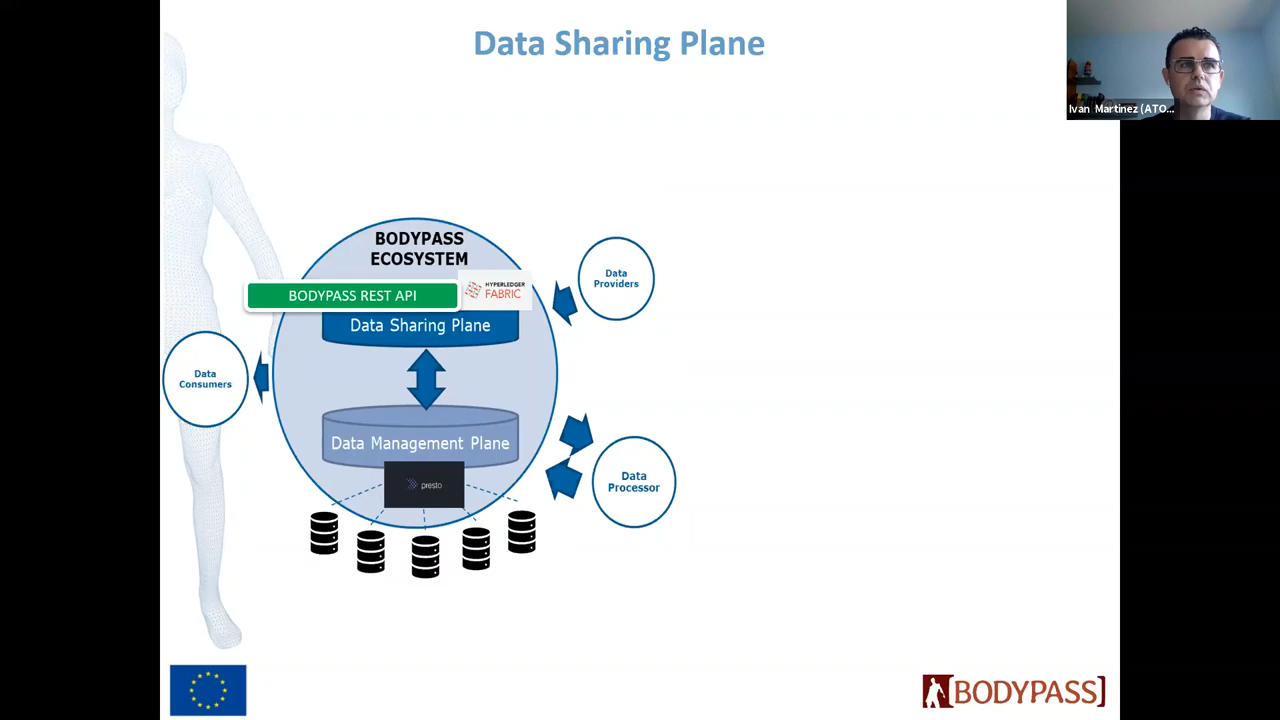 Data Sharing Plane
Ivan Martinez (ATO...
BODYPASS
ECOSYSTEM
Data
Providers
BODYPASS REST API
HYPERLEDGER
FABRIC
Data Sharing Plane
Data
Consumers
Data Management Plane
presto
Data
Processor
[BODYPASS]